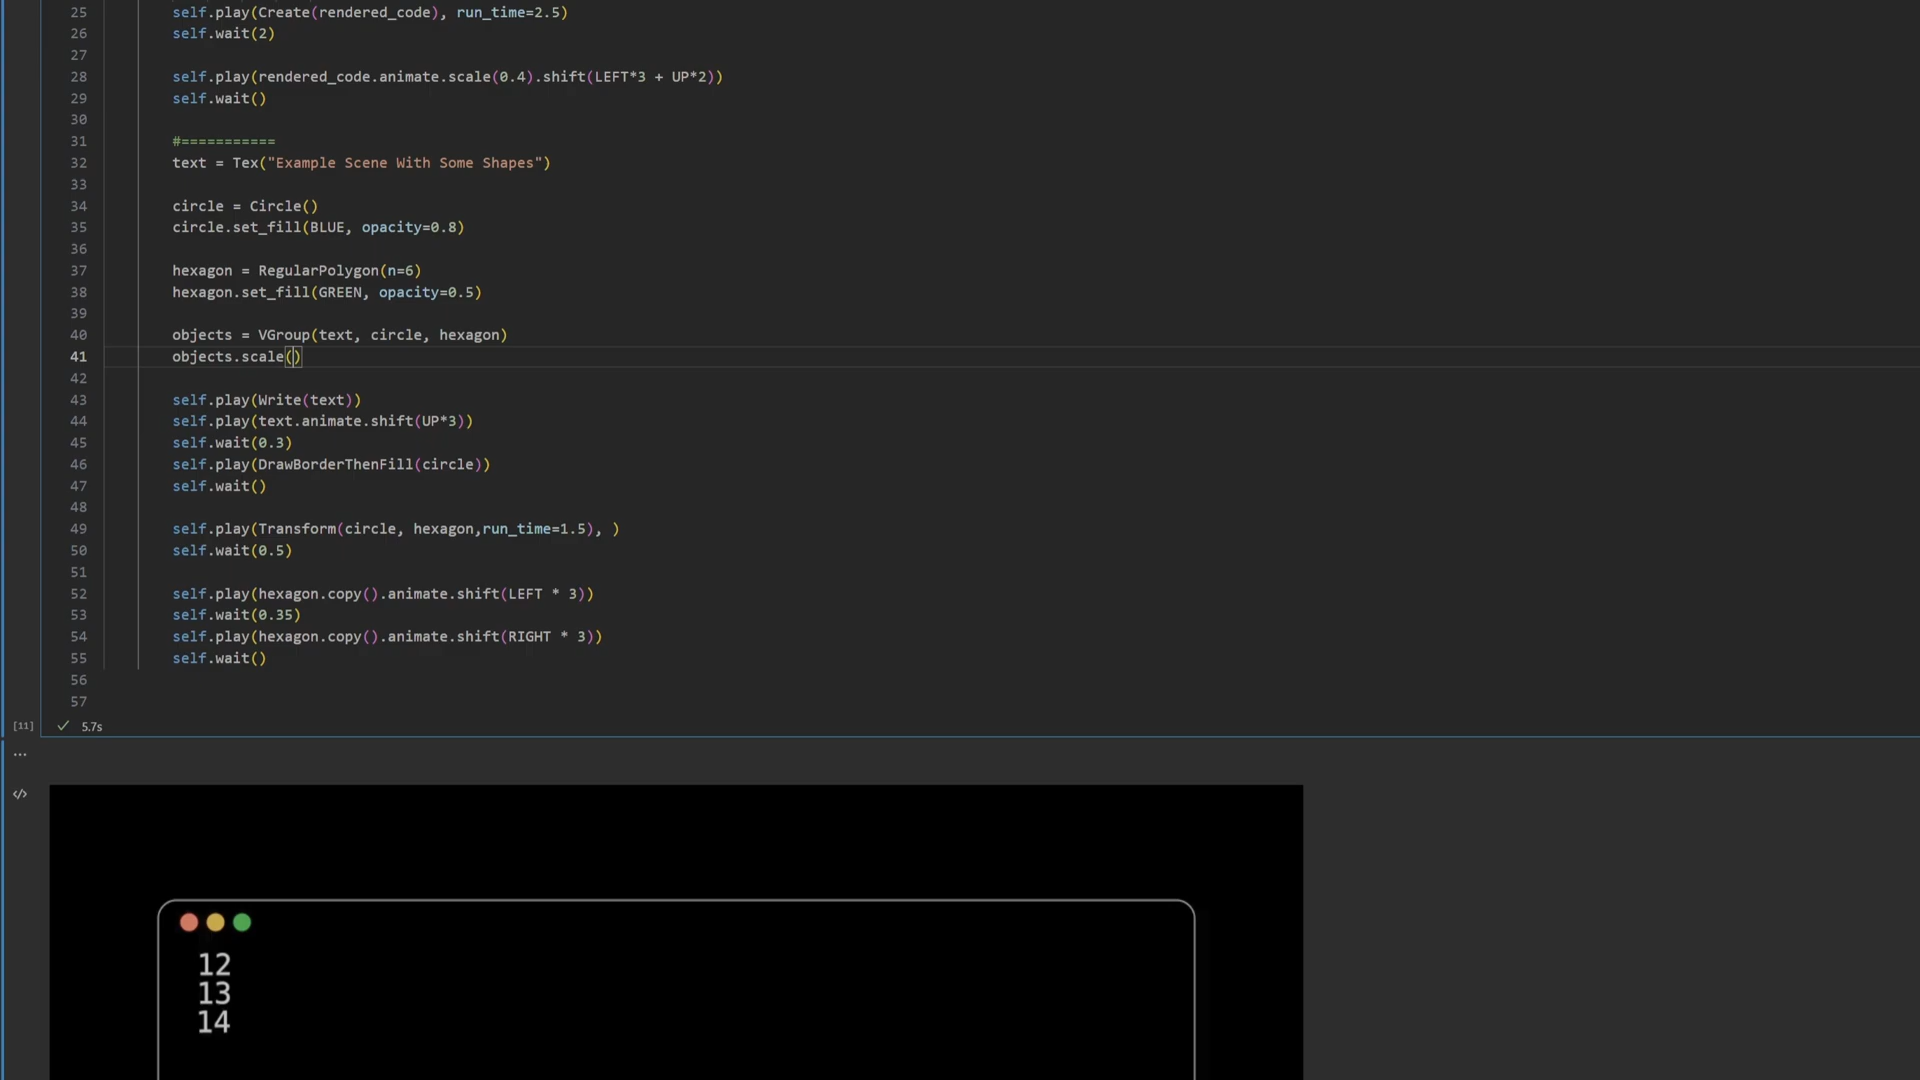 25 self.play(Create(rendered_code), run_time=2.5)
26 self.wait(2)
27
28 self.play(rendered_code.animate.scale(0.4).shift(LEFT*3 + UP*2))
29 self.wait()
30
31 #===========
32 text = Tex("Example Scene With Some Shapes")
33
34 circle = Circle()
35 circle.set_fill(BLUE, opacity=0.8)
36
37 hexagon = RegularPolygon(n=6)
38 hexagon.set_fill(GREEN, opacity=0.5)
39
40 objects = VGroup(text, circle, hexagon)
41 objects.scale()
42
43 self.play(Write(text))
44 self.play(text.animate.shift(UP*3))
45 self.wait(0.3)
46 self.play(DrawBorderThenFill(circle))
47 self.wait()
48
49 self.play(Transform(circle, hexagon,run_time=1.5), )
50 self.wait(0.5)
51
52 self.play(hexagon.copy().animate.shift(LEFT * 3))
53 self.wait(0.35)
54 self.play(hexagon.copy().animate.shift(RIGHT * 3))
55 self.wait()
56
57
[11] ✓ 5.7s
...
</>
12
13
14